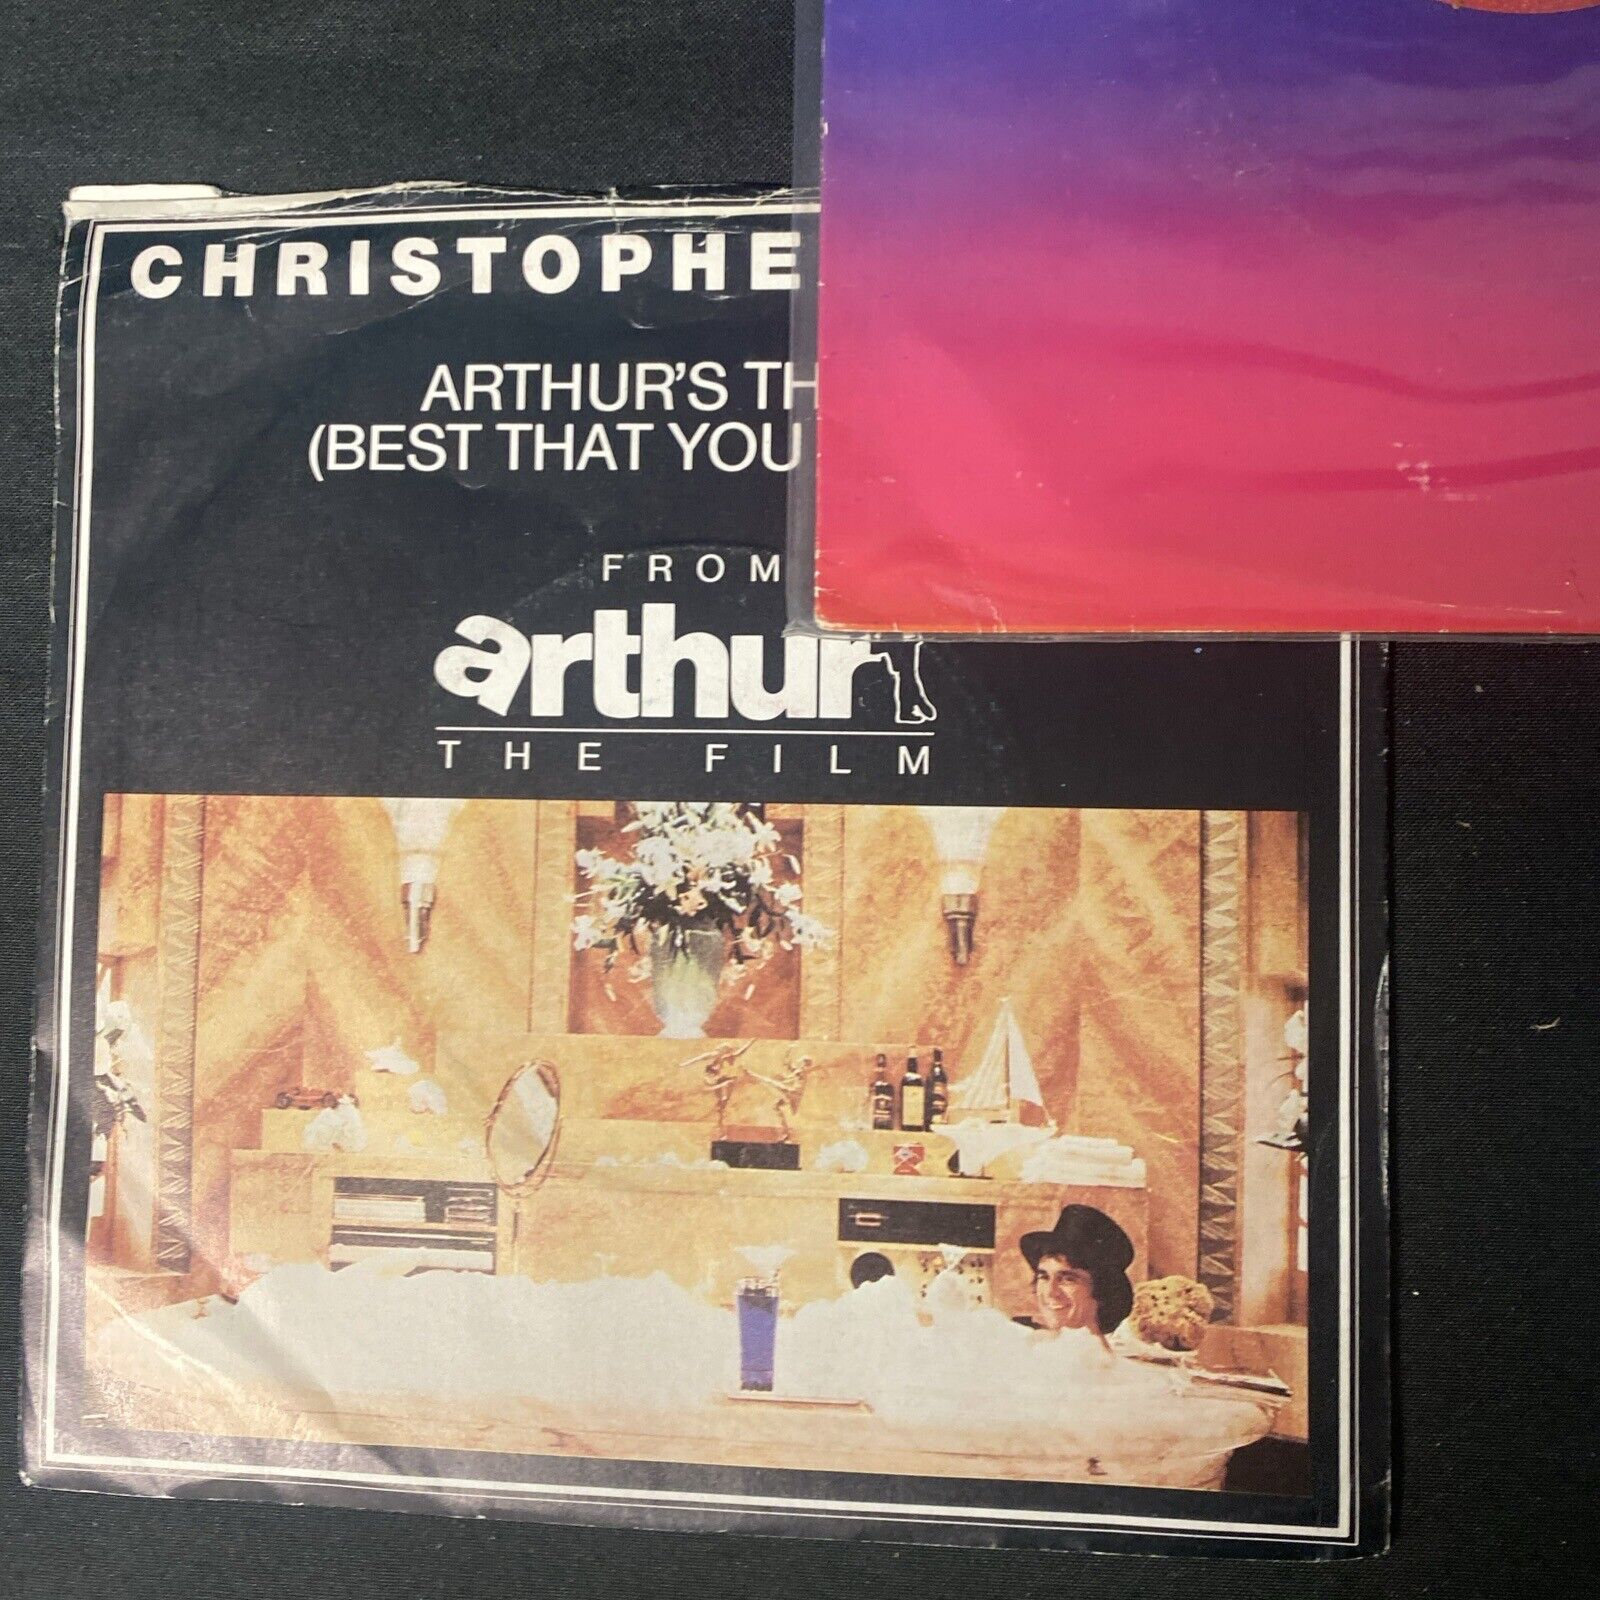 CHRISTOPHE
ARTHUR'S TH
(BEST THAT YOU
FROM
arthur
THE FILM